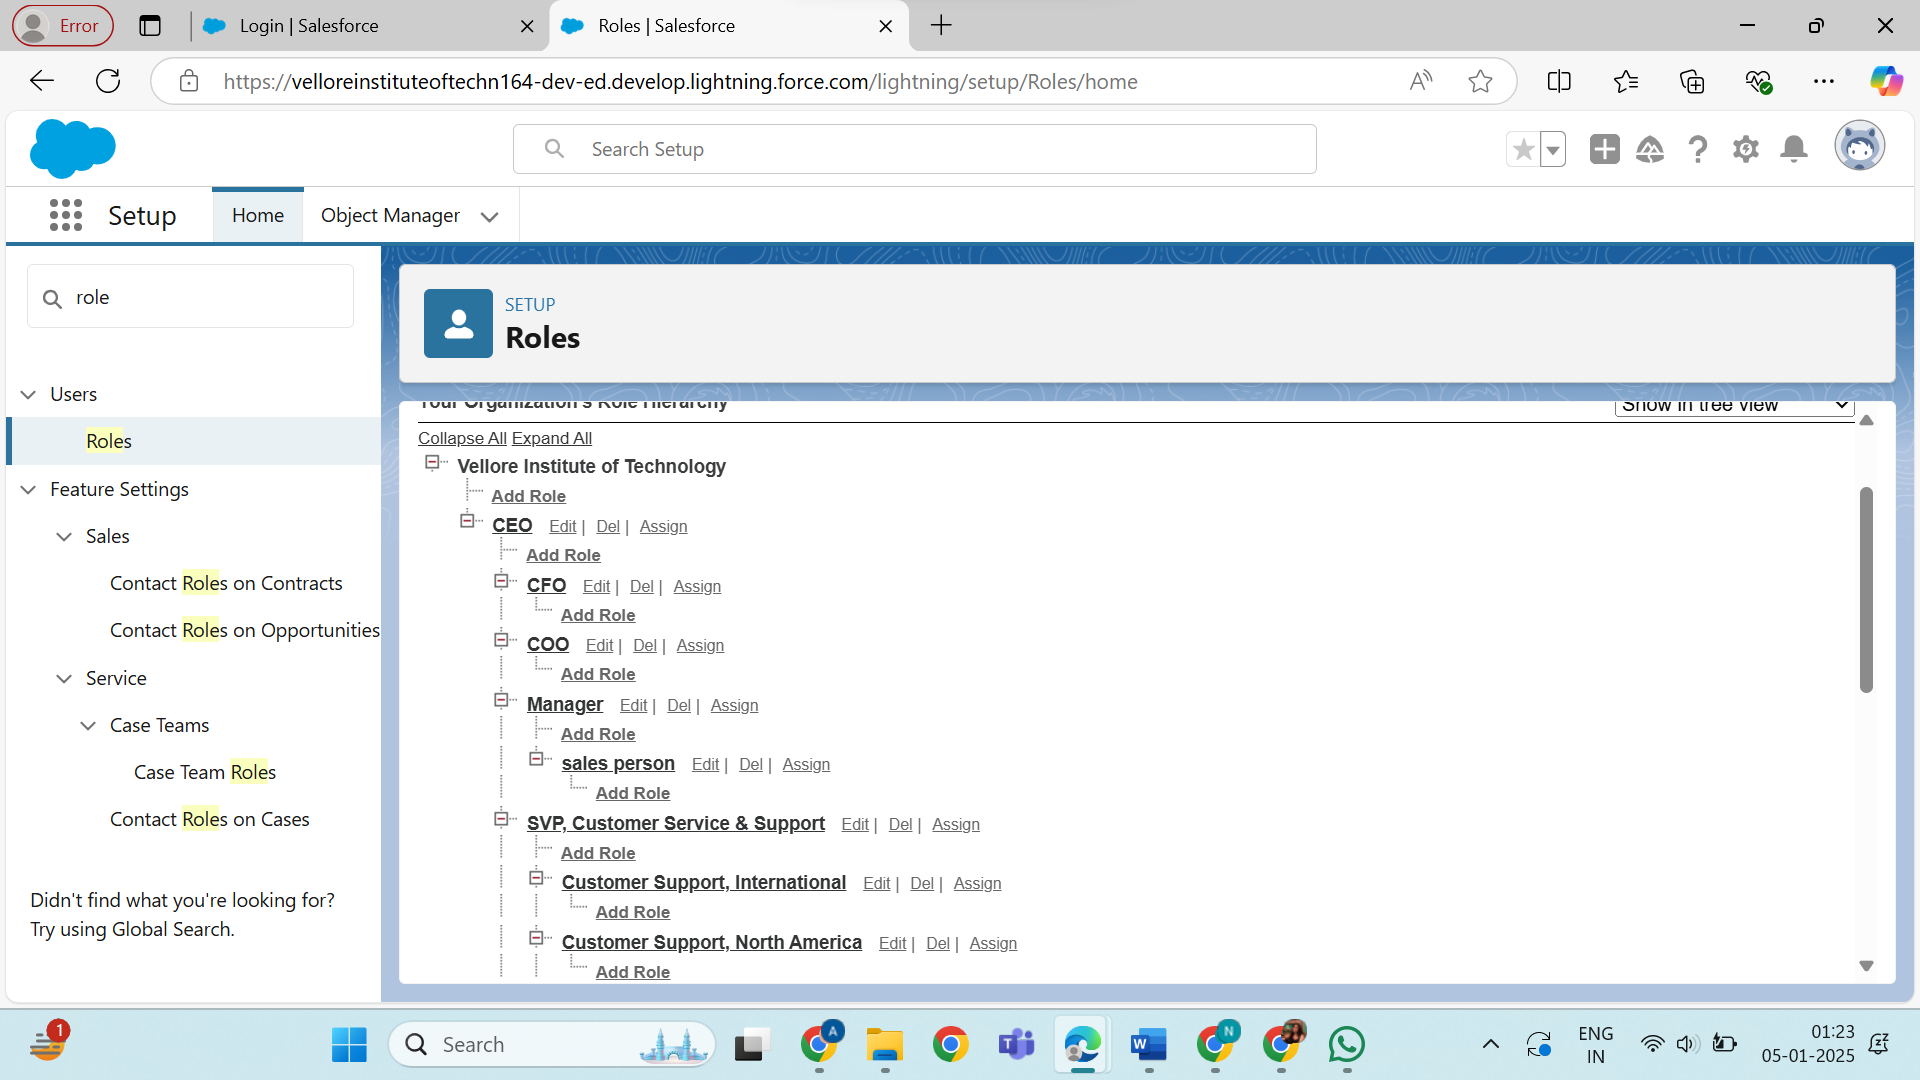 Error
Login | Salesforce
Roles | Salesforce
https://velloreinstituteoftechn164-dev-ed.develop.lightning.force.com/lightning/setup/Roles/home
Search Setup
Setup
Home
Object Manager
role
Users
Roles
Feature Settings
Sales
Contact Roles on Contracts
Contact Roles on Opportunities
Service
Case Teams
Case Team Roles
Contact Roles on Cases
Didn't find what you're looking for?
Try using Global Search.
SETUP
Roles
Your Organization's Role Hierarchy
Show in tree view
Collapse All Expand All
Vellore Institute of Technology
Add Role
CEO Edit | Del | Assign
Add Role
CFO Edit | Del | Assign
Add Role
COO Edit | Del | Assign
Add Role
Manager Edit | Del | Assign
Add Role
sales person Edit | Del | Assign
Add Role
SVP, Customer Service & Support Edit | Del | Assign
Add Role
Customer Support, International Edit | Del | Assign
Add Role
Customer Support, North America Edit | Del | Assign
Add Role
1
Search
A
T
W
N
ENG
IN
01:23
05-01-2025